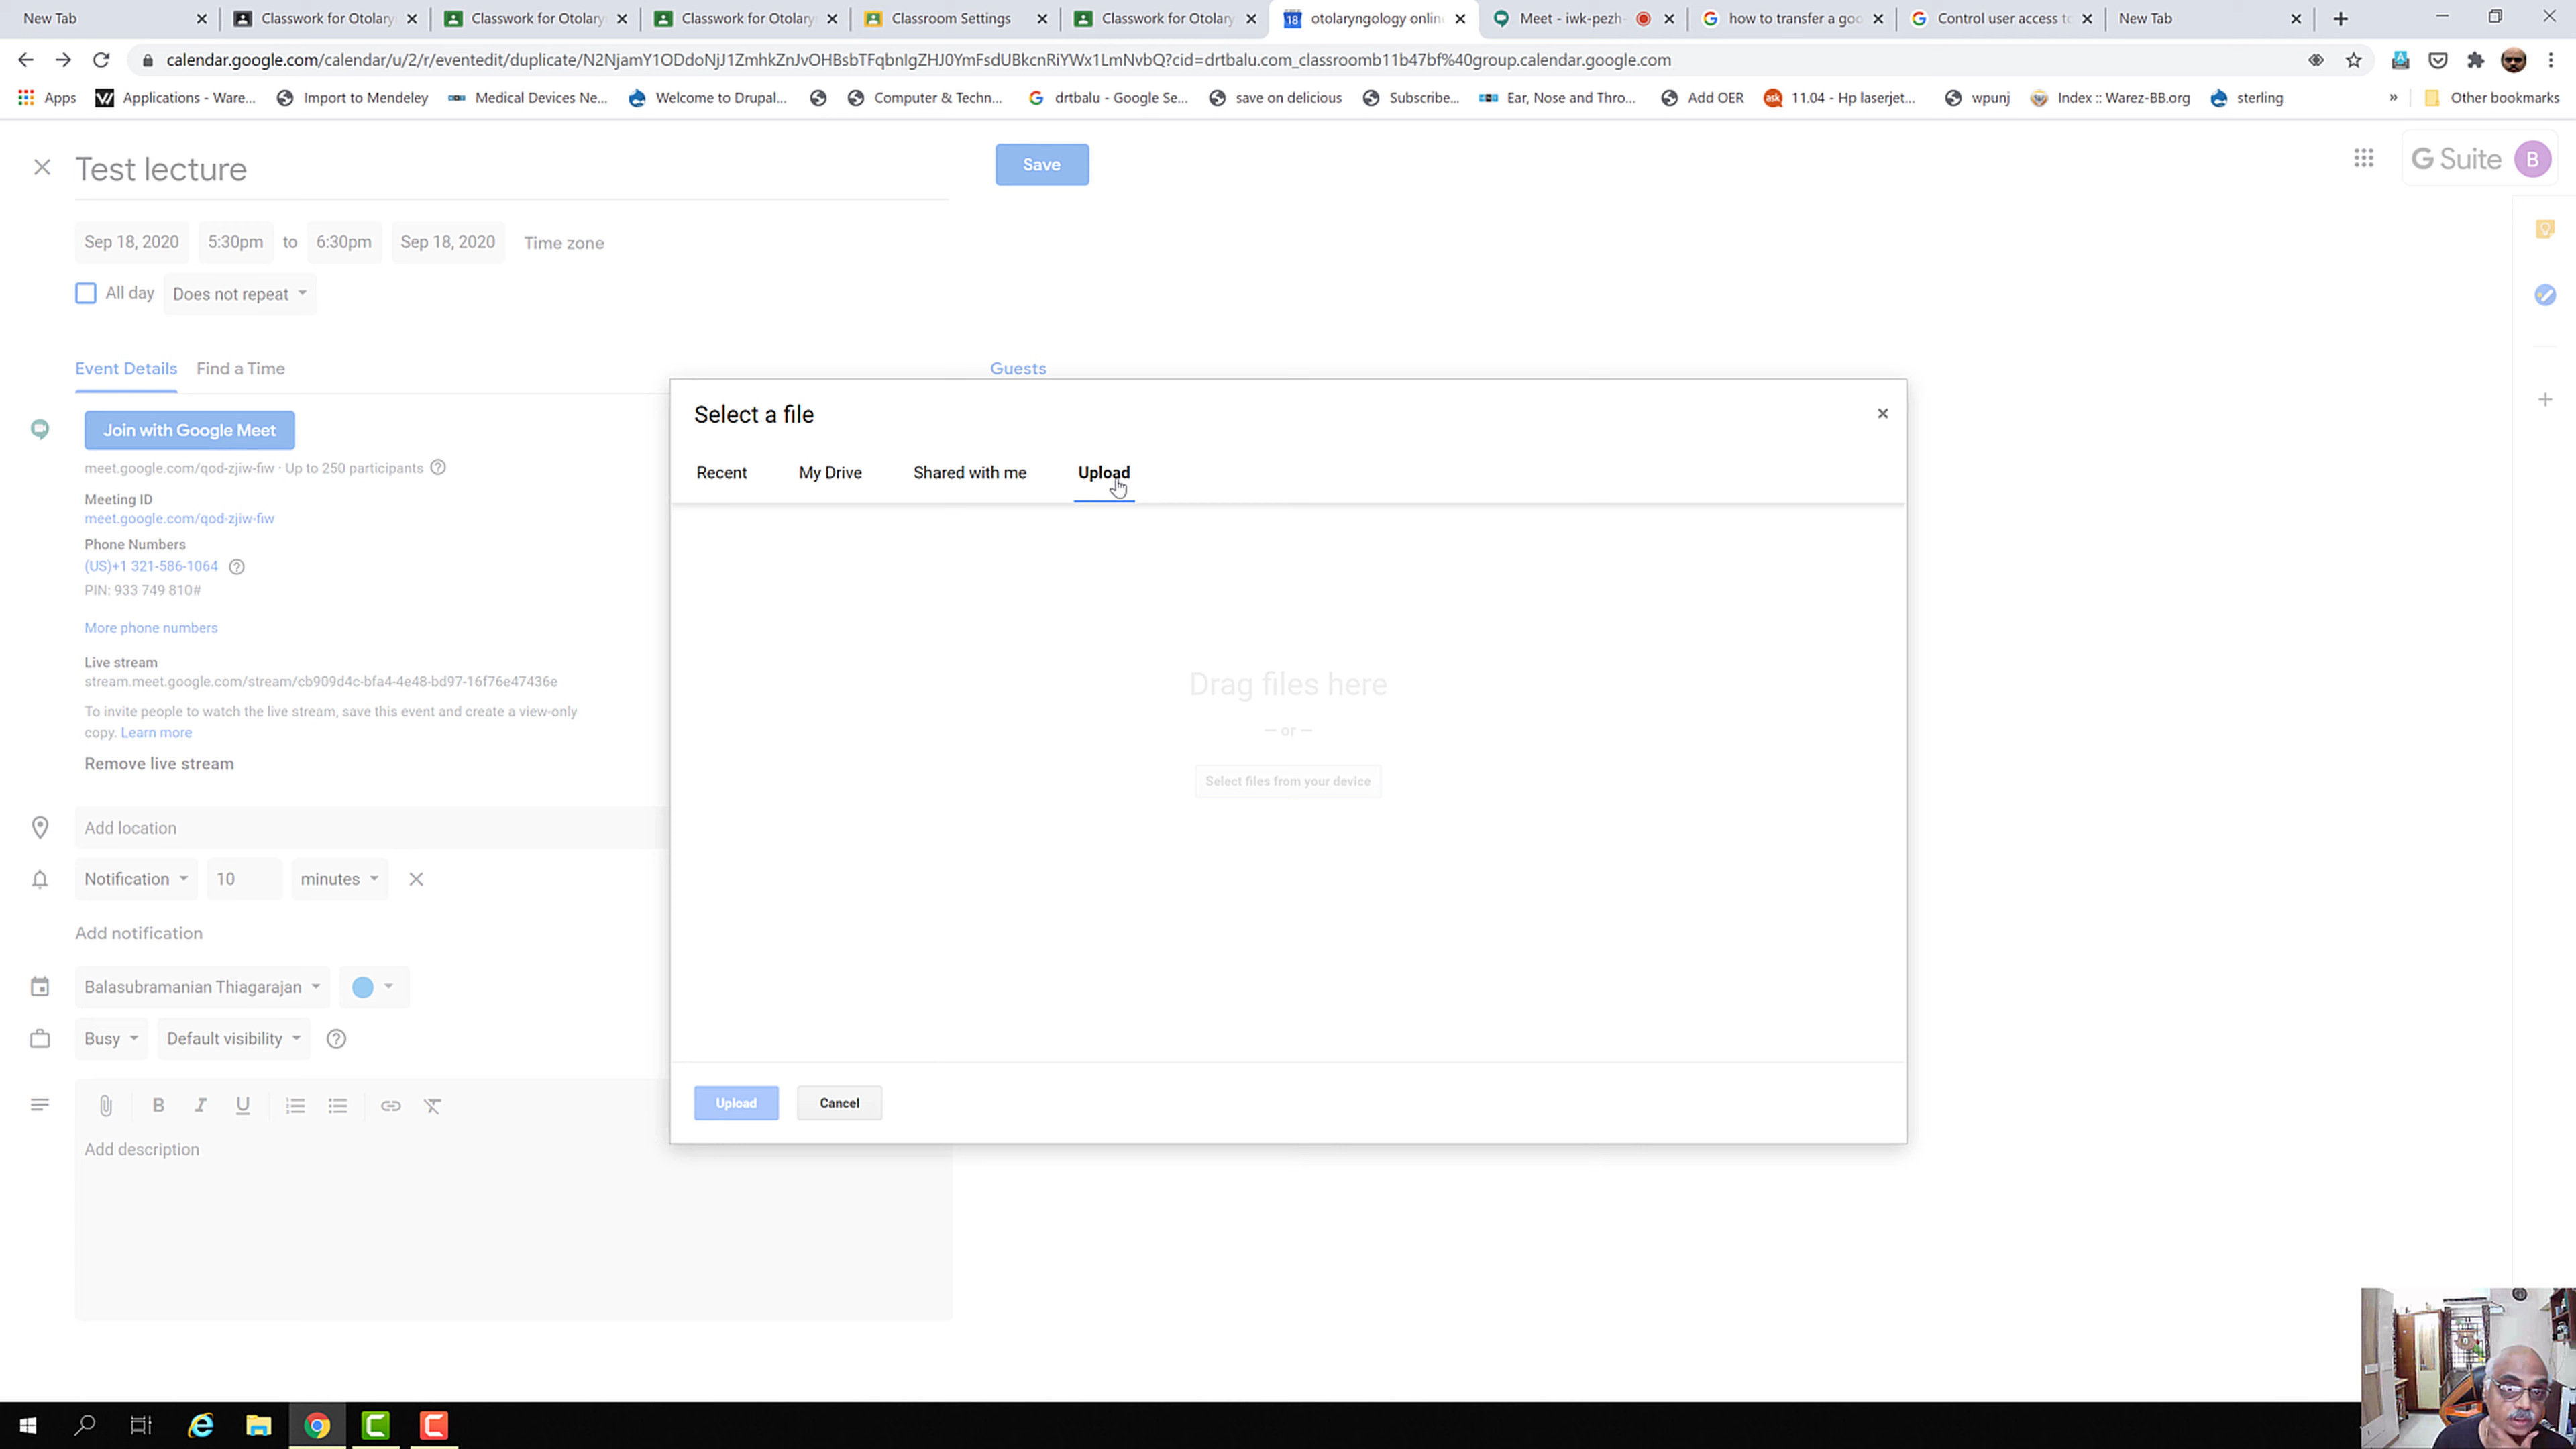 New Tab
Classwork for Otolary
Classwork for Otolary
Classwork for Otolary
Classroom Settings
Classwork for Otolary
18 otolaryngology onlin
Meet - iwk-pezh-
how to transfer a goo
Control user access to
New Tab
calendar.google.com/calendar/u/2/r/eventedit/duplicate/N2NjamY1ODdoNjJ1ZmhkZnJvOHBsbTFqbnIgZHJ0YmFsdUBkcnRiYWx1LmNvbQ?cid=drtbalu.com_classroomb11b47bf%40group.calendar.google.com
Apps
Applications - Ware...
Import to Mendeley
Medical Devices Ne...
Welcome to Drupal...
Computer & Techn...
drtbalu - Google Se...
save on delicious
Subscribe...
Ear, Nose and Thro...
Add OER
ask 11.04 - Hp laserjet...
wpunj
Index :: Warez-BB.org
sterling
»
Other bookmarks
Test lecture
Save
G Suite
B
Sep 18, 2020 5:30pm to 6:30pm Sep 18, 2020 Time zone
All day Does not repeat
Event Details Find a Time
Guests
Join with Google Meet
meet.google.com/qod-zjiw-fiw · Up to 250 participants
Meeting ID
meet.google.com/qod-zjiw-fiw
Phone Numbers
(US)+1 321-586-1064
PIN: 933 749 810#
More phone numbers
Live stream
stream.meet.google.com/stream/cb909d4c-bfa4-4e48-bd97-16f76e47436e
To invite people to watch the live stream, save this event and create a view-only
copy. Learn more
Remove live stream
Add location
Notification 10 minutes
Add notification
Balasubramanian Thiagarajan
Busy Default visibility
B I U
Add description
Select a file
Recent My Drive Shared with me Upload
Drag files here
— or —
Select files from your device
Upload Cancel